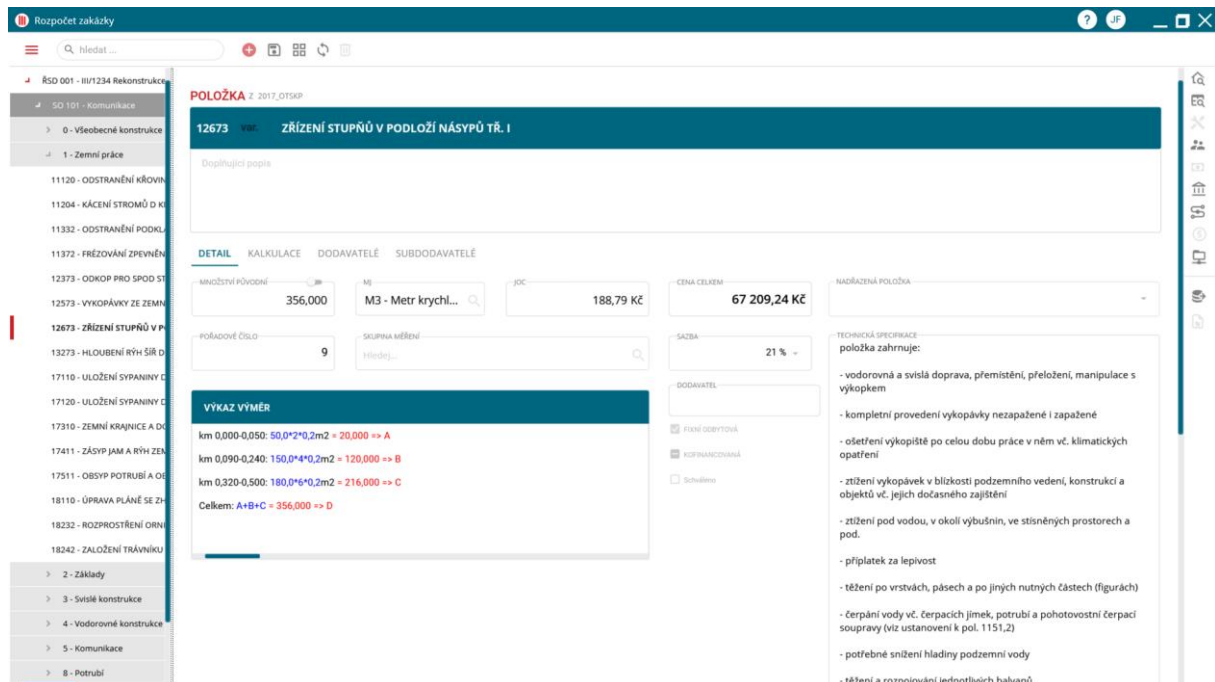 Rozpočet zakázky
? JF
hledat ...
ŘSD 001 - III/1234 Rekonstrukce
SO 101 - Komunikace
0 - Všeobecné konstrukce
1 - Zemní práce
11120 - ODSTRANĚNÍ KŘOVIN
11204 - KÁCENÍ STROMŮ D K
11332 - ODSTRANĚNÍ PODKL
11372 - FRÉZOVÁNÍ ZPEVNĚN
12373 - ODKOP PRO SPOD ST
12573 - VYKOPÁVKY ZE ZEMN
12673 - ZŘÍZENÍ STUPŇŮ V P
13273 - HLOUBENÍ RÝH ŠÍŘ D
17110 - ULOŽENÍ SYPANINY D
17120 - ULOŽENÍ SYPANINY D
17310 - ZEMNÍ KRAJNICE A DO
17411 - ZÁSYP JAM A RÝH ZEM
17511 - OBSYP POTRUBÍ A OB
18110 - ÚPRAVA PLÁNĚ SE ZH
18232 - ROZPROSTŘENÍ ORNI
18242 - ZALOŽENÍ TRÁVNÍKU
2 - Základy
3 - Svislé konstrukce
4 - Vodorovné konstrukce
5 - Komunikace
8 - Potrubí
POLOŽKA Z 2017_OTSKP
12673 var. ZŘÍZENÍ STUPŇŮ V PODLOŽÍ NÁSYPŮ TŘ. I
Doplňující popis
DETAIL KALKULACE DODAVATELÉ SUBDODAVATELÉ
MNOŽSTVÍ PŮVODNÍ MJ JOC CENA CELKEM NADŘAZENÁ POLOŽKA
356,000 M3 - Metr krychl... 188,79 Kč 67 209,24 Kč -
POŘADOVÉ ČÍSLO SKUPINA MĚŘENÍ SAZBA
9 Hledej... 21 %
DODAVATEL
FIXNÍ ODBYTOVÁ
KOFINANCOVANÁ
Schváleno
VÝKAZ VÝMĚR
km 0,000-0,050: 50,0*2*0,2m2 = 20,000 => A
km 0,090-0,240: 150,0*4*0,2m2 = 120,000 => B
km 0,320-0,500: 180,0*6*0,2m2 = 216,000 => C
Celkem: A+B+C = 356,000 => D
TECHNICKÁ SPECIFIKACE
položka zahrnuje:
- vodorovná a svislá doprava, přemístění, přeložení, manipulace s
výkopkem
- kompletní provedení vykopávky nezapažené i zapažené
- ošetření výkopiště po celou dobu práce v něm vč. klimatických
opatření
- ztížení vykopávek v blízkosti podzemního vedení, konstrukcí a
objektů vč. jejich dočasného zajištění
- ztížení pod vodou, v okolí výbušnin, ve stísněných prostorech a
pod.
- příplatek za lepivost
- těžení po vrstvách, pásech a po jiných nutných částech (figurách)
- čerpání vody vč. čerpacích jímek, potrubí a pohotovostní čerpací
soupravy (viz ustanovení k pol. 1151,2)
- potřebné snížení hladiny podzemní vody
- těžení a rozpojování jednotlivých balvanů